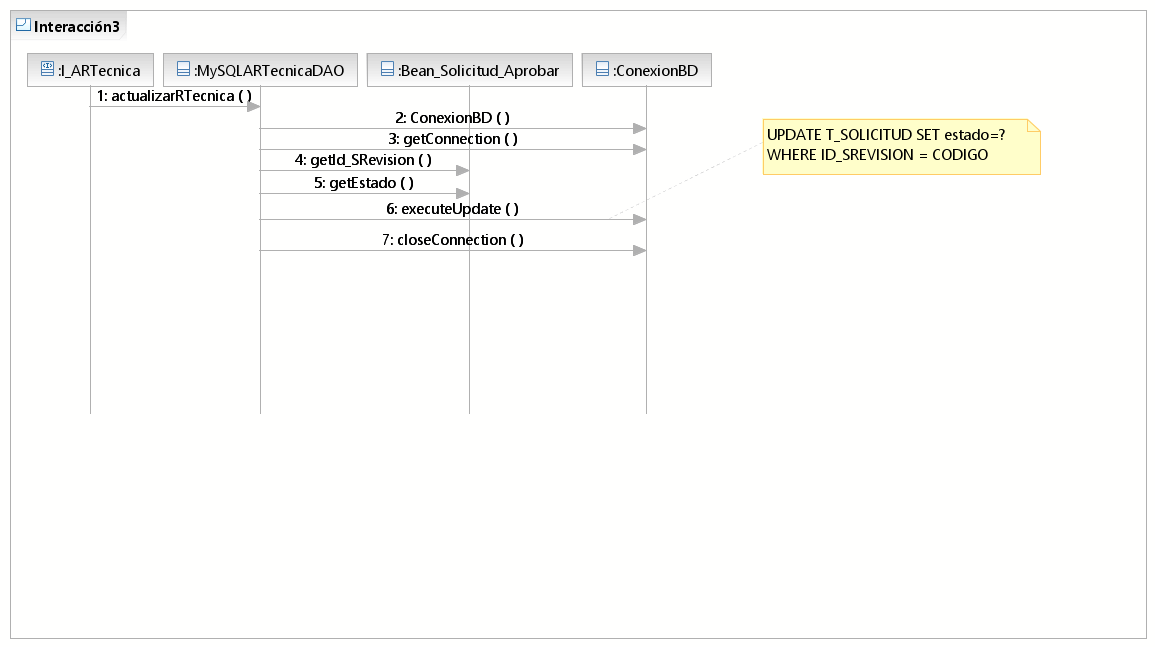 Interacción3
:I_ARTecnica
:MySQLARTecnicaDAO
:Bean_Solicitud_Aprobar
:ConexionBD
1: actualizarRTecnica ( )
2: ConexionBD ( )
3: getConnection ( )
4: getId_SRevision ( )
5: getEstado ( )
6: executeUpdate ( )
7: closeConnection ( )
UPDATE T_SOLICITUD SET estado=?
WHERE ID_SREVISION = CODIGO